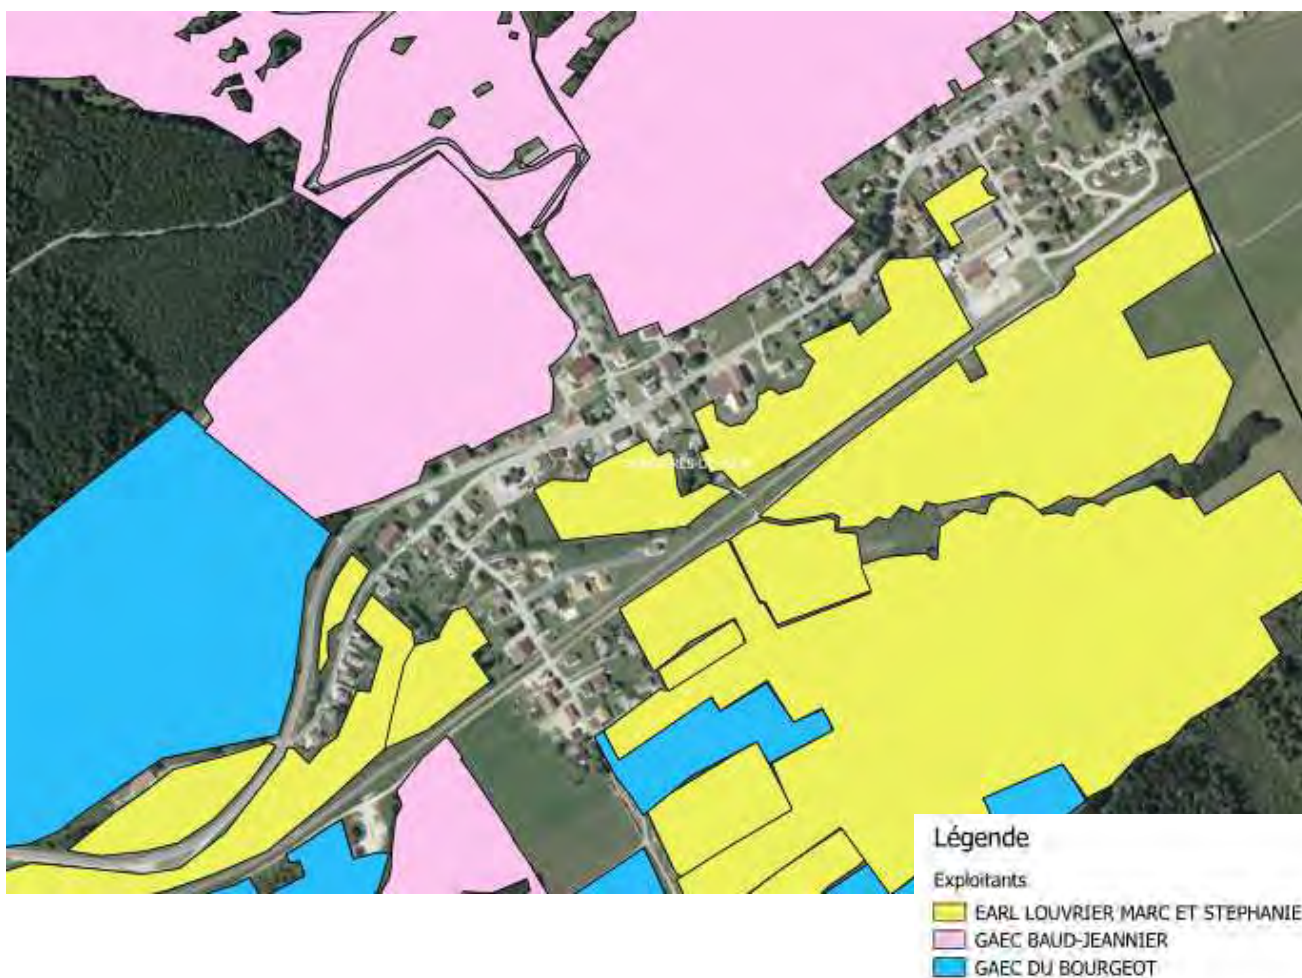 Légende
Exploitants
EARL LOUVRIER MARC ET STEPHANIE
GAEC BAUD-JEANNIER
GAEC DU BOURGEOT